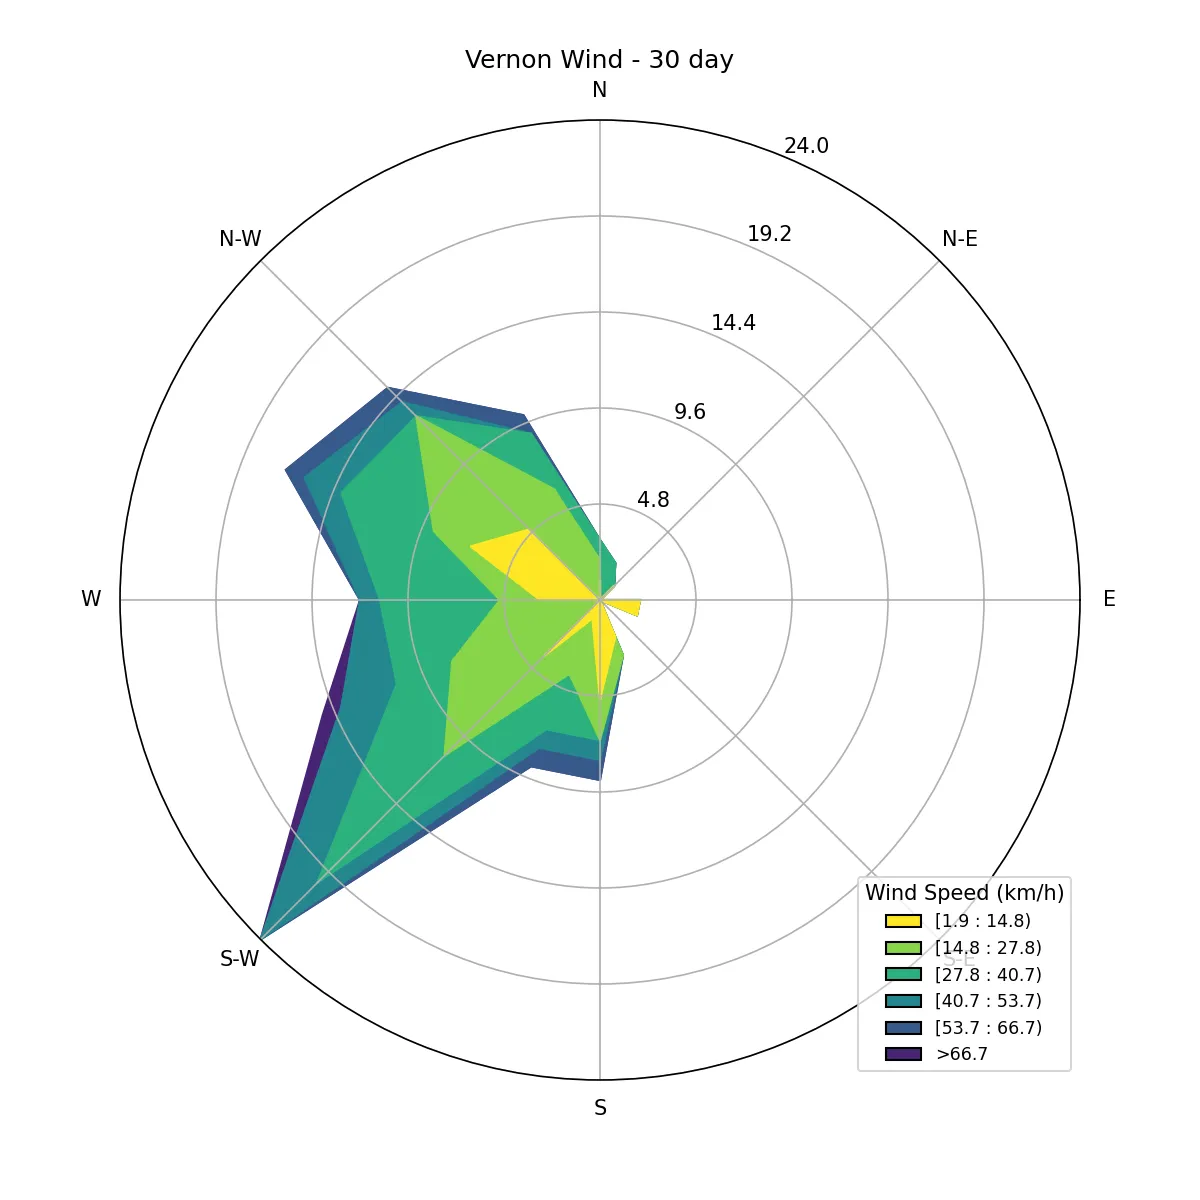 Vernon Wind - 30 day
N
24.0
19.2
N-W
N-E
14.4
9.6
4.8
W
E
Wind Speed (km/h)
[1.9 : 14.8)
[14.8 : 27.8)
S-W
S-E
[27.8 : 40.7)
[40.7 : 53.7)
[53.7 : 66.7)
>66.7
S